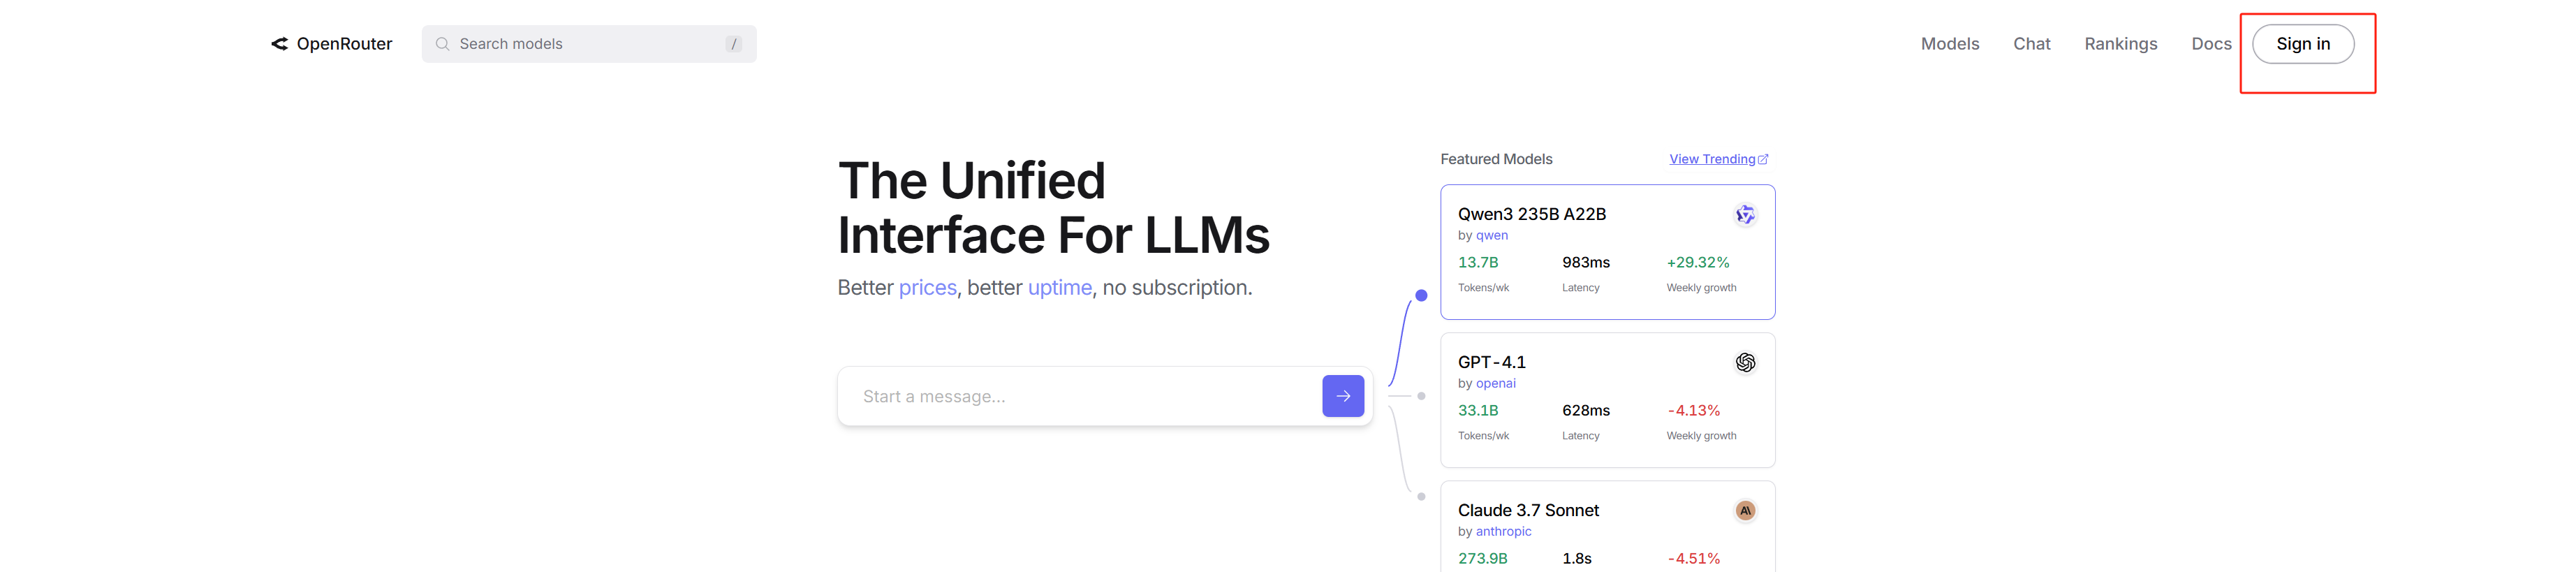 OpenRouter
Search models
/
Models
Chat
Rankings
Docs
Sign in
The Unified
Interface For LLMs
Better prices, better uptime, no subscription.
Start a message...
Featured Models
View Trending
Qwen3 235B A22B
by qwen
13.7B 983ms +29.32%
Tokens/wk Latency Weekly growth
GPT-4.1
by openai
33.1B 628ms -4.13%
Tokens/wk Latency Weekly growth
Claude 3.7 Sonnet
by anthropic
273.9B 1.8s -4.51%